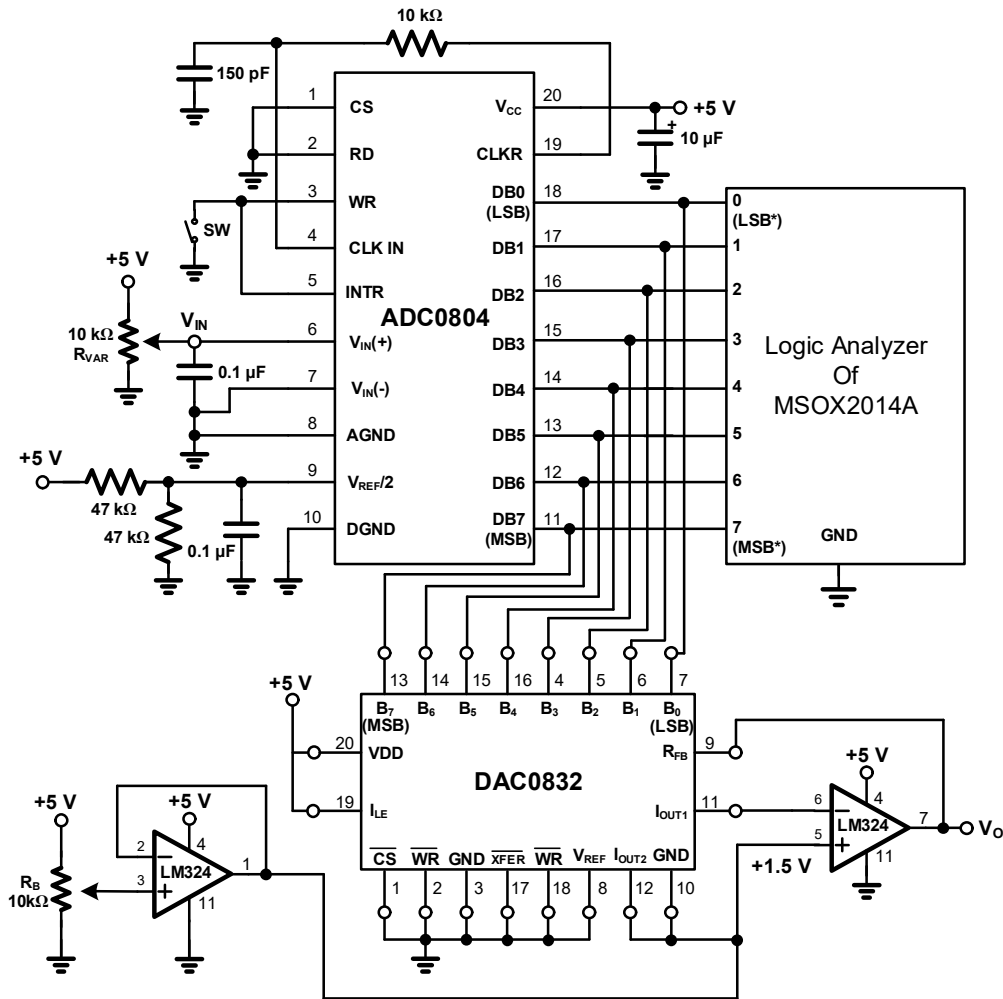 10 kΩ
150 pF
1
CS
2
RD
3
WR
4
CLK IN
5
INTR
6
VIN(+)
7
VIN(-)
8
AGND
9
VREF/2
10
DGND
ADC0804
VCC
20
+5 V
+
10 µF
CLKR
19
DB0
(LSB)
18
DB1
17
DB2
16
DB3
15
DB4
14
DB5
13
DB6
12
DB7
(MSB)
11
SW
+5 V
10 kΩ
RVAR
VIN
0.1 µF
+5 V
47 kΩ
47 kΩ
0.1 µF
0
(LSB*)
1
2
3
4
5
6
7
(MSB*)
Logic Analyzer
Of
MSOX2014A
GND
13
14
15
16
4
5
6
7
B7
(MSB)
B6
B5
B4
B3
B2
B1
B0
(LSB)
+5 V
20
VDD
19
ILE
DAC0832
RFB
9
IOUT1
11
CS
WR
GND
XFER
WR
VREF
IOUT2
GND
1
2
3
17
18
8
12
10
+5 V
RB
10kΩ
+5 V
2
−
3
+
LM324
4
1
11
+5 V
6
−
5
+
LM324
4
7
11
+1.5 V
VO